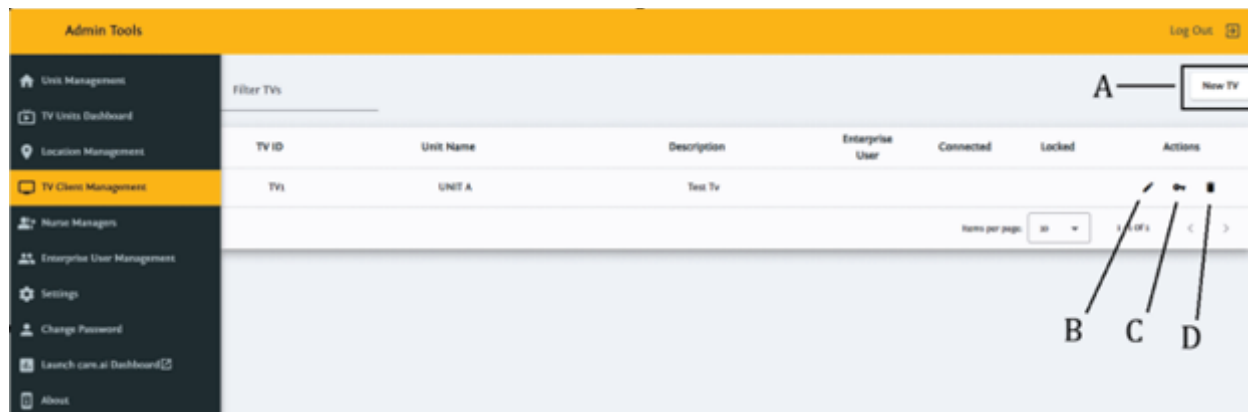 Admin Tools
Log Out
Unit Management
TV Units Dashboard
Location Management
TV Client Management
Nurse Managers
Enterprise User Management
Settings
Change Password
Launch care.ai Dashboard
About
Filter TVs
A
New TV
TV ID Unit Name Description Enterprise User Connected Locked Actions
TV1 UNIT A Test Tv
Items per page: 10
B
C
D